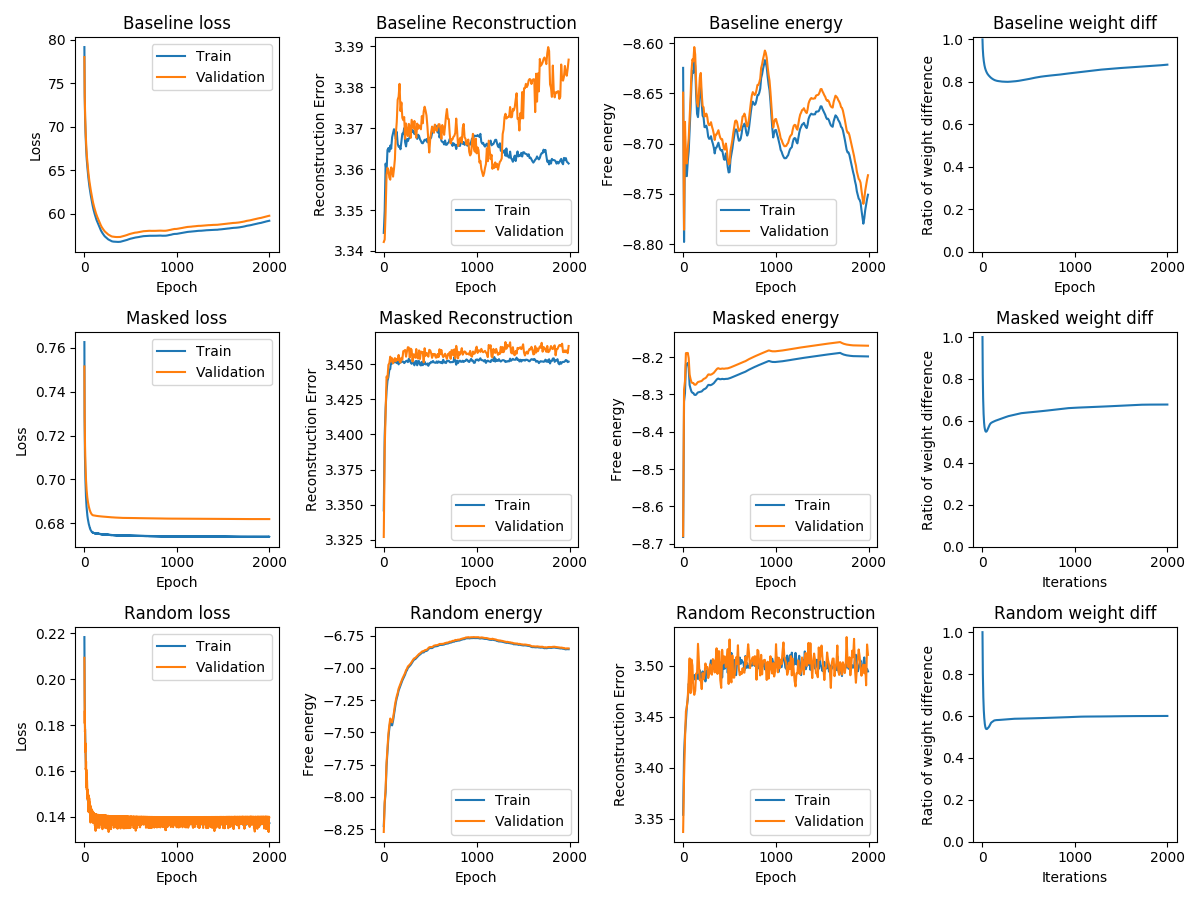 Baseline loss
80
75
70
65
60
Loss
Train
Validation
0
1000
2000
Epoch
Baseline Reconstruction
3.39
3.38
3.37
3.36
3.35
3.34
Reconstruction Error
Train
Validation
0
1000
2000
Epoch
Baseline energy
−8.60
−8.65
−8.70
−8.75
−8.80
Free energy
Train
Validation
0
1000
2000
Epoch
Baseline weight diff
1.0
0.8
0.6
0.4
0.2
0.0
Ratio of weight difference
0
1000
2000
Epoch
Masked loss
0.76
0.74
0.72
0.70
0.68
Loss
Train
Validation
0
1000
2000
Epoch
Masked Reconstruction
3.450
3.425
3.400
3.375
3.350
3.325
Reconstruction Error
Train
Validation
0
1000
2000
Epoch
Masked energy
−8.2
−8.3
−8.4
−8.5
−8.6
−8.7
Free energy
Train
Validation
0
1000
2000
Epoch
Masked weight diff
1.0
0.8
0.6
0.4
0.2
0.0
Ratio of weight difference
0
1000
2000
Iterations
Random loss
0.22
0.20
0.18
0.16
0.14
Loss
Train
Validation
0
1000
2000
Epoch
Random energy
−6.75
−7.00
−7.25
−7.50
−7.75
−8.00
−8.25
Free energy
Train
Validation
0
1000
2000
Epoch
Random Reconstruction
3.50
3.45
3.40
3.35
Reconstruction Error
Train
Validation
0
1000
2000
Epoch
Random weight diff
1.0
0.8
0.6
0.4
0.2
0.0
Ratio of weight difference
0
1000
2000
Iterations